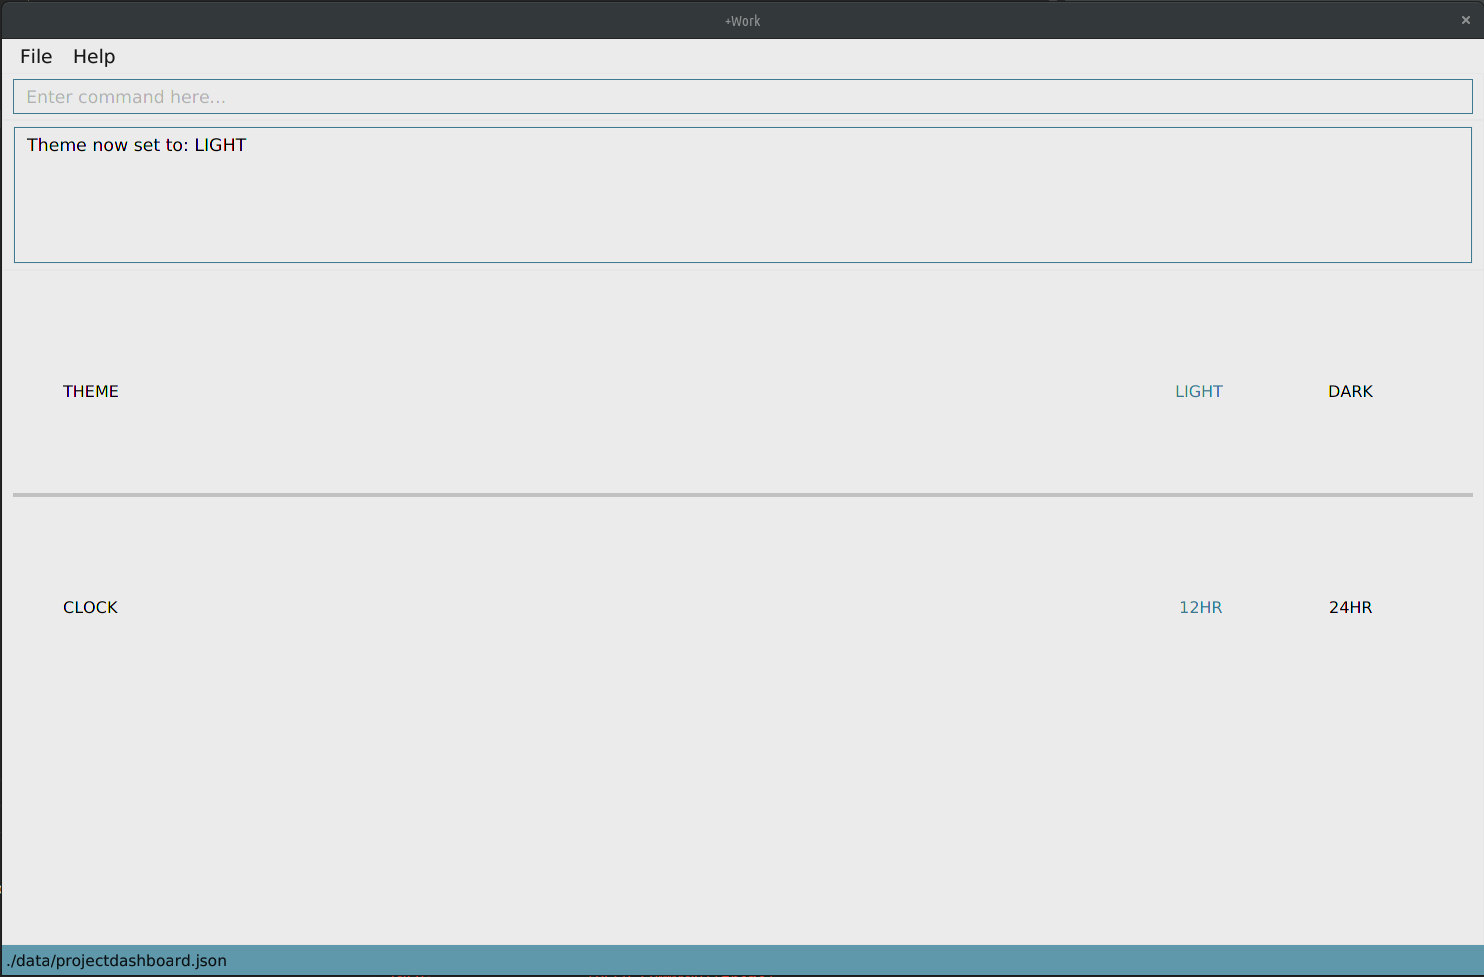 +Work
File Help
Enter command here...
Theme now set to: LIGHT
THEME LIGHT DARK
CLOCK 12HR 24HR
./data/projectdashboard.json